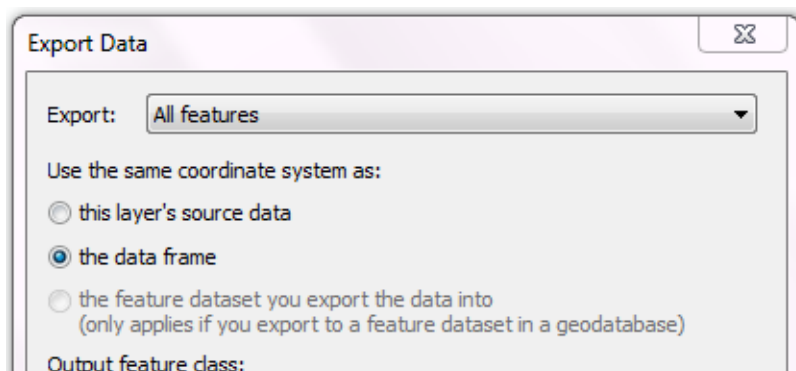 Export Data
Export: All features
Use the same coordinate system as:
this layer's source data
the data frame
the feature dataset you export the data into
(only applies if you export to a feature dataset in a geodatabase)
Output feature class: